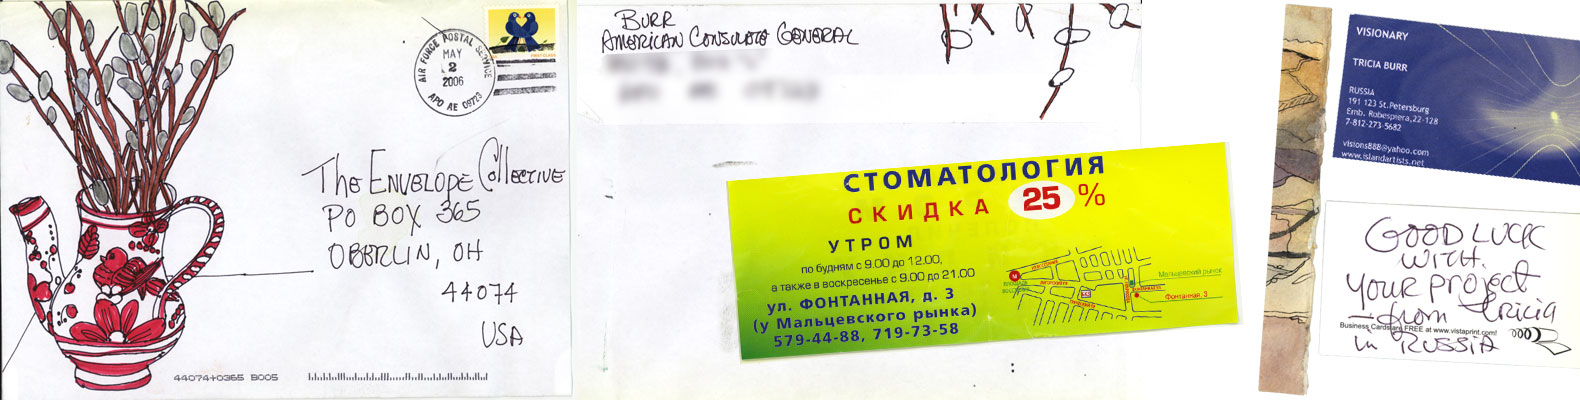 AIR FORCE POSTAL SERVICE
MAY
2
2006
APO AE 09723
FIRST CLASS
The Envelope Collective
PO BOX 365
OBERLIN, OH
44074
USA
44074+0365 B005
BURR
AMERICAN CONSULATE GENERAL
СТОМАТОЛОГИЯ
СКИДКА 25 %
УТРОМ
по будням с 9.00 до 12.00,
а также в воскресенье с 9.00 до 21.00
ул. ФОНТАННАЯ, д. 3
(у Мальцевского рынка)
579-44-88, 719-73-58
М
Мальцевский рынок
Фонтанная, 3
VISIONARY
TRICIA BURR
RUSSIA
191 123 St.Petersburg
Emb. Robespiera,22-128
7-812-273-5682
visions888@yahoo.com
www.islandartists.net
GOOD LUCK
WITH
your project
- from Tricia
Business Cards are FREE at www.vistaprint.com!
in RUSSIA